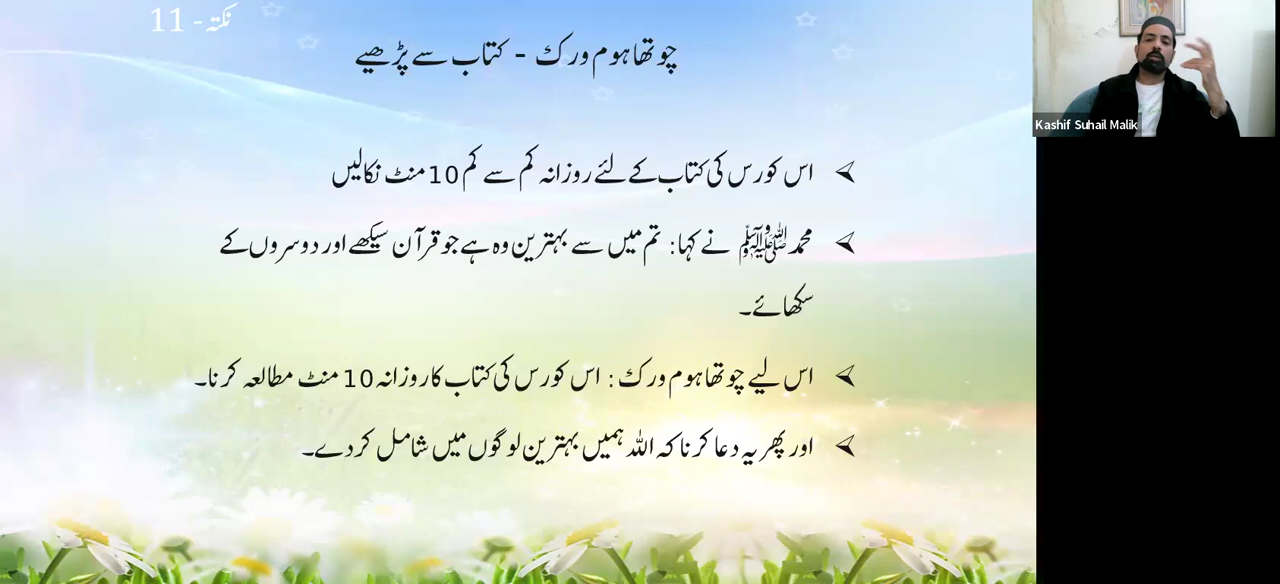 نکتہ - 11
چوتھا ہوم ورک - کتاب سے پڑھیے
اس کورس کی کتاب کے لئے روزانہ کم سے کم 10 منٹ نکالیں
محمد ﷺ نے کہا: تم میں سے بہترین وہ ہے جو قرآن سیکھے اور دوسروں کے
سکھائے۔
اس لیے چوتھا ہوم ورک: اس کورس کی کتاب کا روزانہ 10 منٹ مطالعہ کرنا۔
اور پھر یہ دعا کرنا کہ اللہ ہمیں بہترین لوگوں میں شامل کردے۔
Kashif Suhail Malik